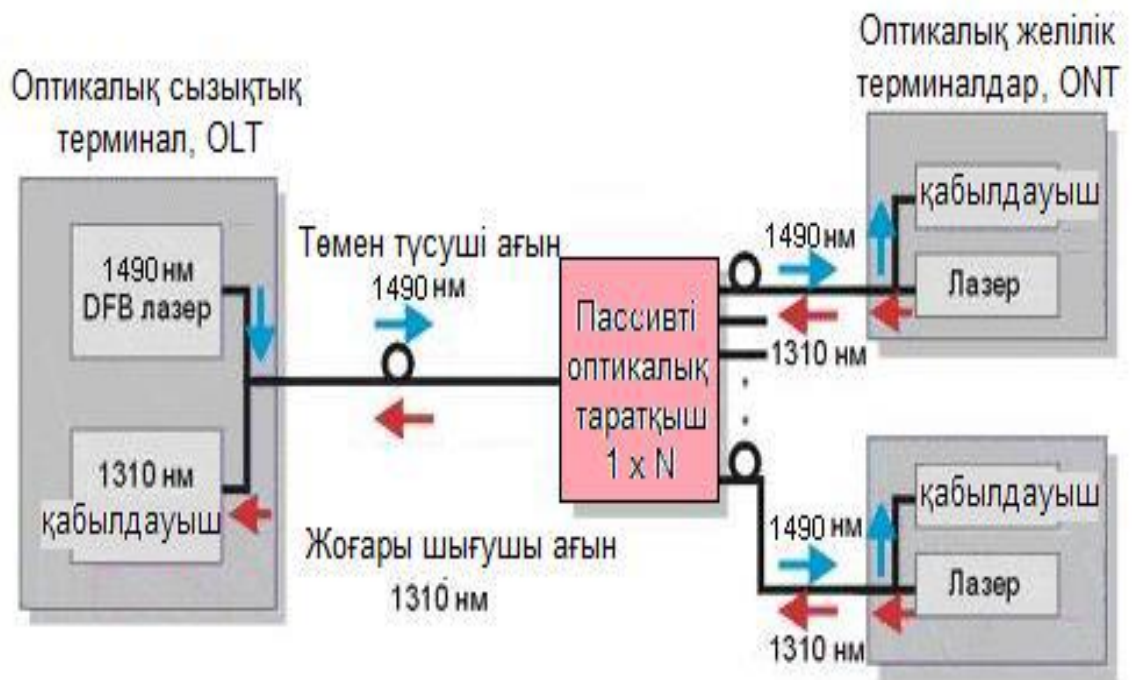 Оптикалық сызықтық
терминал, OLT
1490 нм
DFB лазер
1310 нм
қабылдауыш
Төмен түсуші ағын
1490 нм
Жоғары шығушы ағын
1310 нм
Пассивті
оптикалық
таратқыш
1 x N
Оптикалық желілік
терминалдар, ONT
1490 нм
1310 нм
қабылдауыш
Лазер
1490 нм
1310 нм
қабылдауыш
Лазер